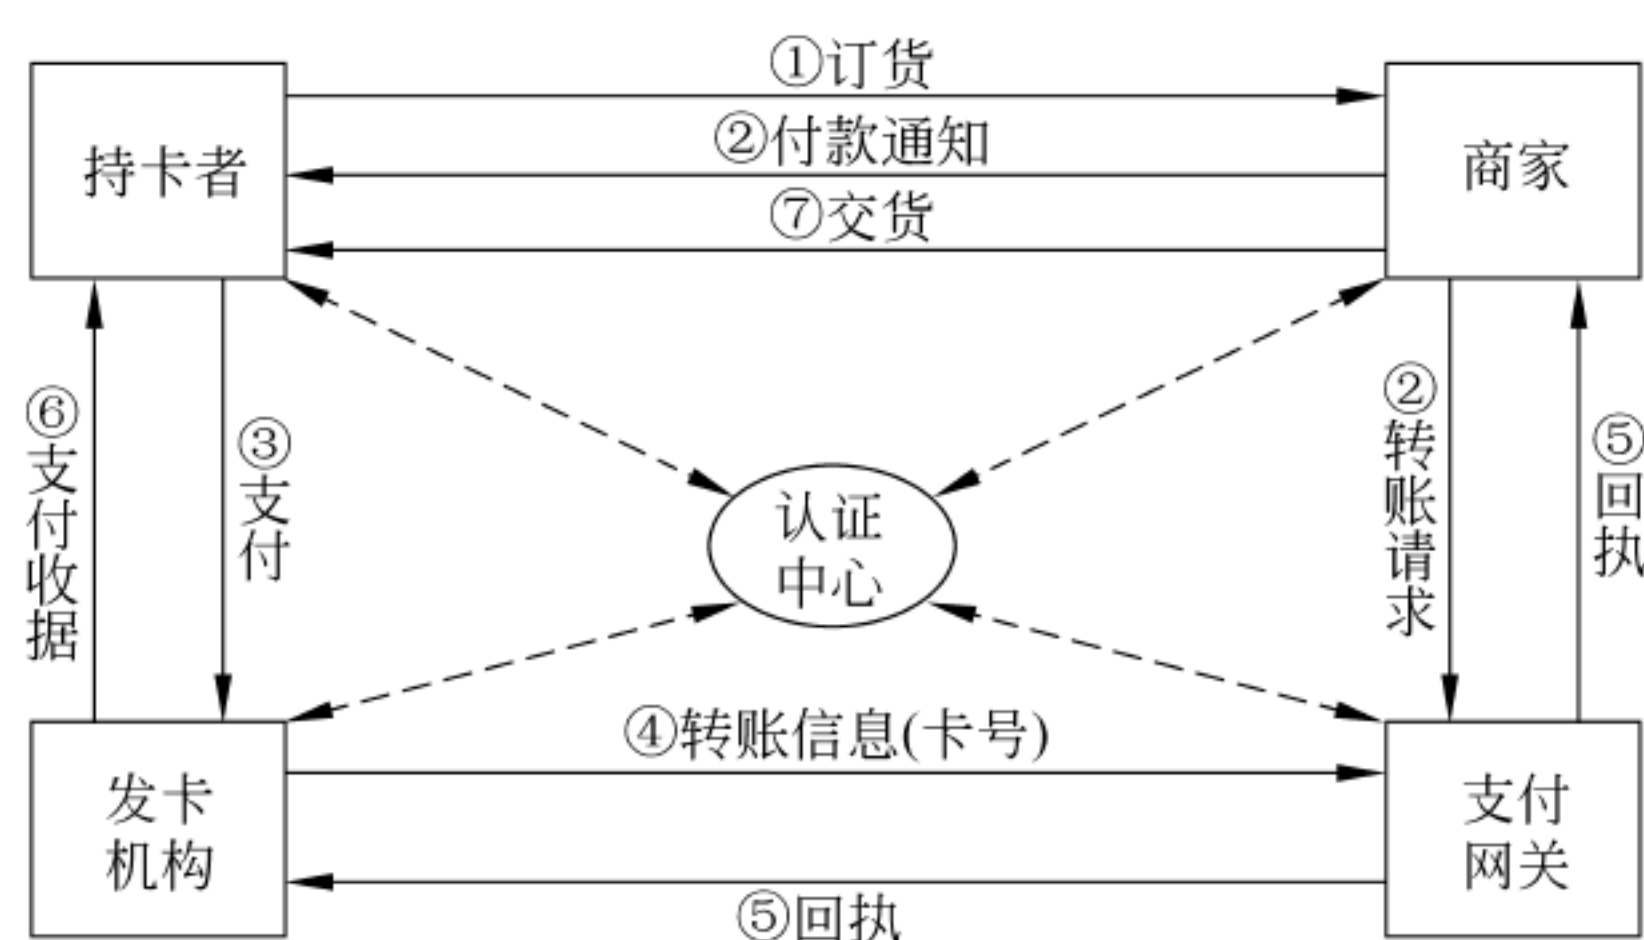 ①订货
②付款通知
⑦交货
持卡者
商家
⑥支付收据
③支付
②转账请求
⑤回执
认证
中心
④转账信息(卡号)
发卡
机构
支付
网关
⑤回执